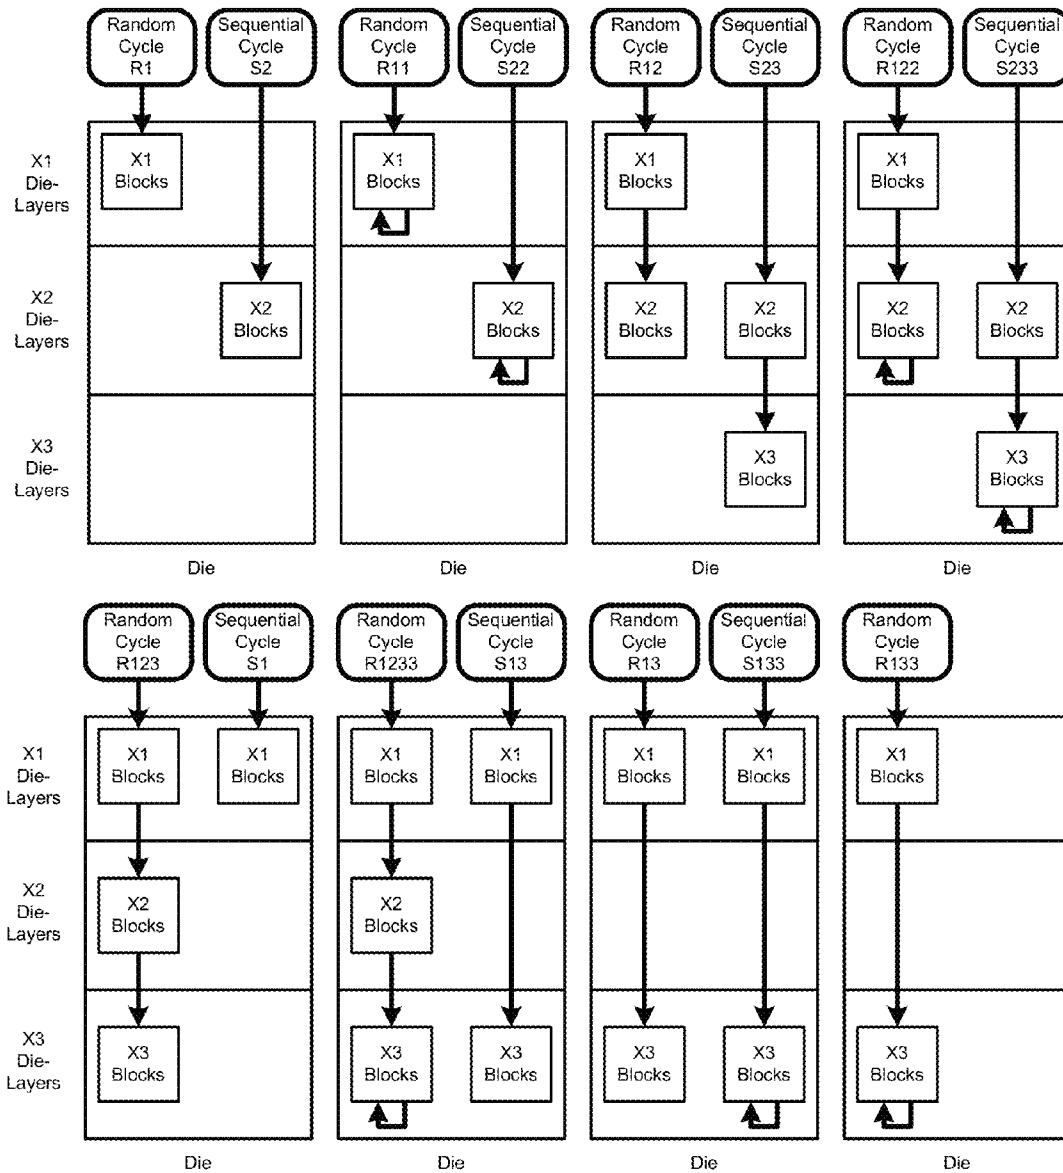 Random
Cycle
R1
Sequential
Cycle
S2
Random
Cycle
R11
Sequential
Cycle
S22
Random
Cycle
R12
Sequential
Cycle
S23
Random
Cycle
R122
Sequential
Cycle
S233
X1
Die-
Layers
X1
Blocks
X1
Blocks
X1
Blocks
X1
Blocks
X2
Die-
Layers
X2
Blocks
X2
Blocks
X2
Blocks
X2
Blocks
X2
Blocks
X2
Blocks
X3
Die-
Layers
X3
Blocks
X3
Blocks
Die
Die
Die
Die
Random
Cycle
R123
Sequential
Cycle
S1
Random
Cycle
R1233
Sequential
Cycle
S13
Random
Cycle
R13
Sequential
Cycle
S133
Random
Cycle
R133
X1
Die-
Layers
X1
Blocks
X1
Blocks
X1
Blocks
X1
Blocks
X1
Blocks
X1
Blocks
X1
Blocks
X2
Die-
Layers
X2
Blocks
X2
Blocks
X3
Die-
Layers
X3
Blocks
X3
Blocks
X3
Blocks
X3
Blocks
X3
Blocks
X3
Blocks
Die
Die
Die
Die